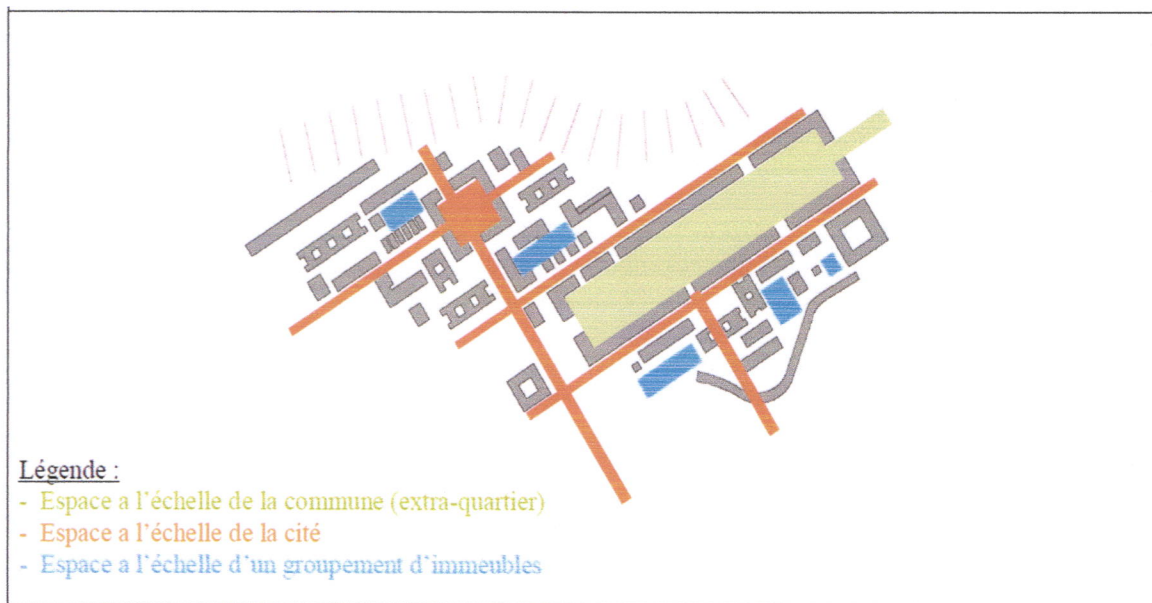 Légende :
- Espace a l’échelle de la commune (extra-quartier)
- Espace a l’échelle de la cité
- Espace a l’échelle d’un groupement d’immeubles